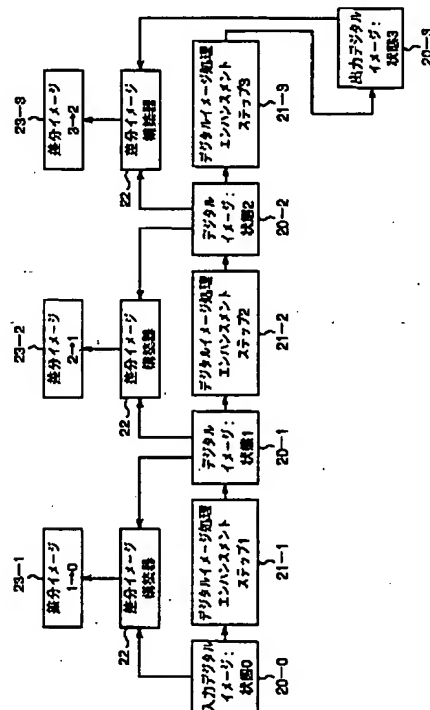 23-1
差分イメージ
1→0
23-2
差分イメージ
2→1
23-3
差分イメージ
3→2
22
差分イメージ
構築器
22
差分イメージ
構築器
22
差分イメージ
構築器
入力デジタル
イメージ:
状態0
20-0
デジタルイメージ処理
エンハンスメント
ステップ1
21-1
デジタル
イメージ:
状態1
20-1
デジタルイメージ処理
エンハンスメント
ステップ2
21-2
デジタル
イメージ:
状態2
20-2
デジタルイメージ処理
エンハンスメント
ステップ3
21-3
出力デジタル
イメージ:
状態3
20-3